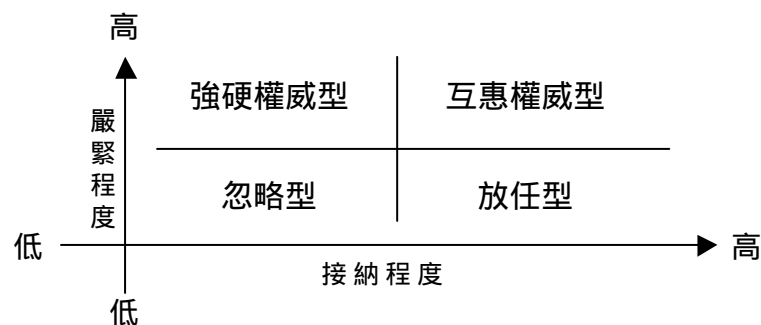 高
強硬權威型 互惠權威型
嚴緊程度
忽略型 放任型
低 高
接納程度
低